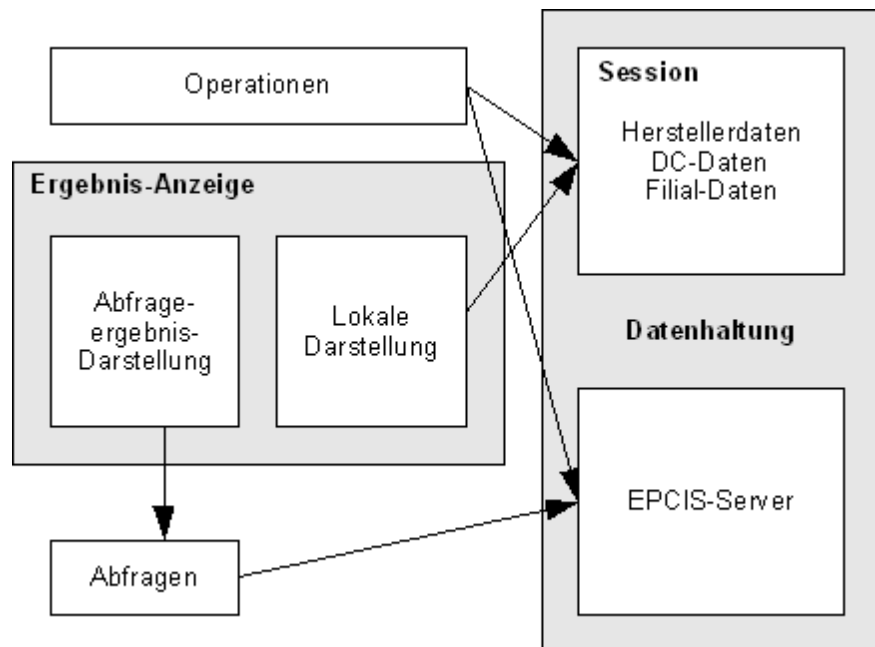 Operationen
Ergebnis-Anzeige
Abfrage-
ergebnis-
Darstellung
Lokale
Darstellung
Abfragen
Session
Herstellerdaten
DC-Daten
Filial-Daten
Datenhaltung
EPCIS-Server